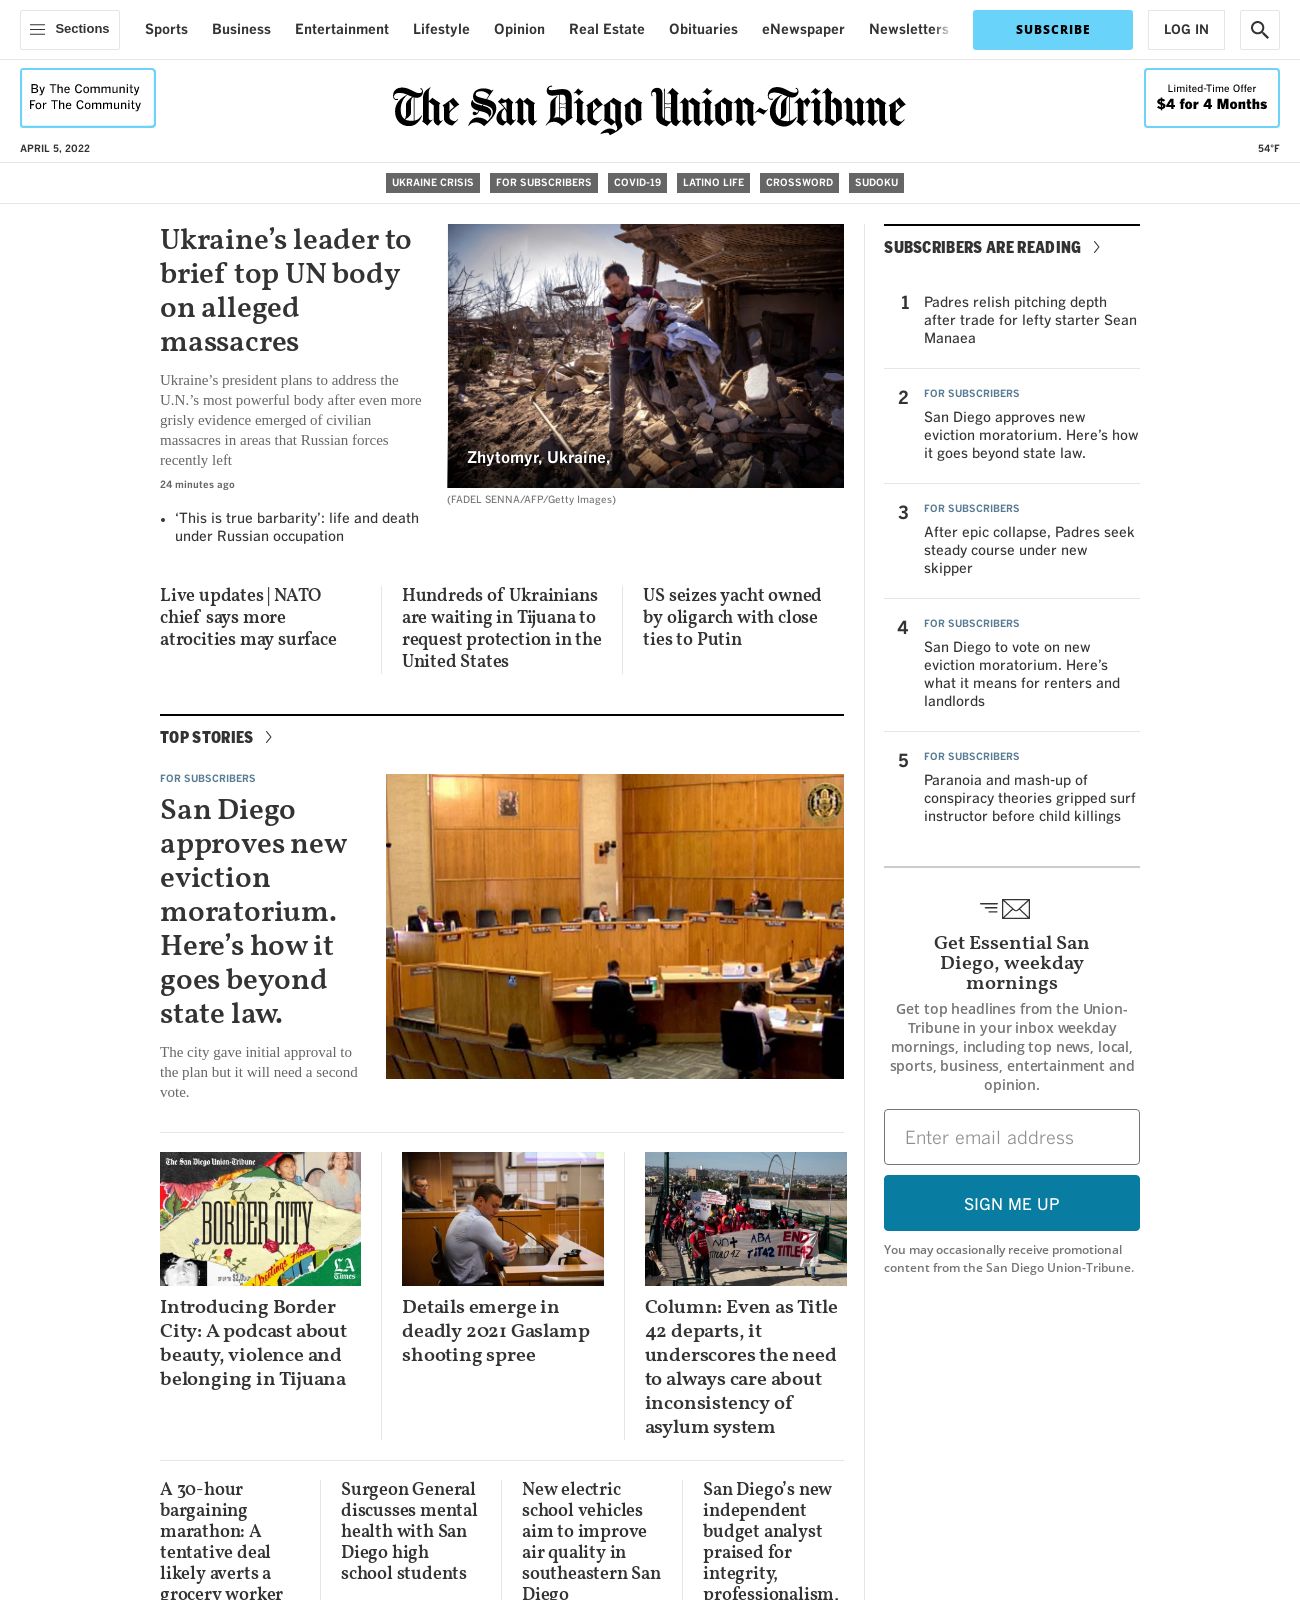 Sections
Sports
Business
Entertainment
Lifestyle
Opinion
Real Estate
Obituaries
eNewspaper
Newsletters
SUBSCRIBE
LOG IN
By The Community
For The Community
The San Diego Union-Tribune
Limited-Time Offer
$4 for 4 Months
APRIL 5, 2022
54°F
UKRAINE CRISIS
FOR SUBSCRIBERS
COVID-19
LATINO LIFE
CROSSWORD
SUDOKU
Ukraine’s leader to
brief top UN body
on alleged
massacres
Ukraine’s president plans to address the
U.N.’s most powerful body after even more
grisly evidence emerged of civilian
massacres in areas that Russian forces
recently left
24 minutes ago
• ‘This is true barbarity’: life and death
under Russian occupation
Zhytomyr, Ukraine,
(FADEL SENNA/AFP/Getty Images)
Live updates | NATO
chief says more
atrocities may surface
Hundreds of Ukrainians
are waiting in Tijuana to
request protection in the
United States
US seizes yacht owned
by oligarch with close
ties to Putin
TOP STORIES
FOR SUBSCRIBERS
San Diego
approves new
eviction
moratorium.
Here’s how it
goes beyond
state law.
The city gave initial approval to
the plan but it will need a second
vote.
The San Diego Union-Tribune
BORDER CITY
Greetings from
LA
Times
Introducing Border
City: A podcast about
beauty, violence and
belonging in Tijuana
Details emerge in
deadly 2021 Gaslamp
shooting spree
NO+
TITULO 42
ABA
TIT42
END
TITLE 42
Column: Even as Title
42 departs, it
underscores the need
to always care about
inconsistency of
asylum system
A 30-hour
bargaining
marathon: A
tentative deal
likely averts a
grocery worker
Surgeon General
discusses mental
health with San
Diego high
school students
New electric
school vehicles
aim to improve
air quality in
southeastern San
Diego
San Diego’s new
independent
budget analyst
praised for
integrity,
professionalism,
SUBSCRIBERS ARE READING
1
Padres relish pitching depth
after trade for lefty starter Sean
Manaea
2
FOR SUBSCRIBERS
San Diego approves new
eviction moratorium. Here’s how
it goes beyond state law.
3
FOR SUBSCRIBERS
After epic collapse, Padres seek
steady course under new
skipper
4
FOR SUBSCRIBERS
San Diego to vote on new
eviction moratorium. Here’s
what it means for renters and
landlords
5
FOR SUBSCRIBERS
Paranoia and mash-up of
conspiracy theories gripped surf
instructor before child killings
Get Essential San
Diego, weekday
mornings
Get top headlines from the Union-
Tribune in your inbox weekday
mornings, including top news, local,
sports, business, entertainment and
opinion.
Enter email address
SIGN ME UP
You may occasionally receive promotional
content from the San Diego Union-Tribune.